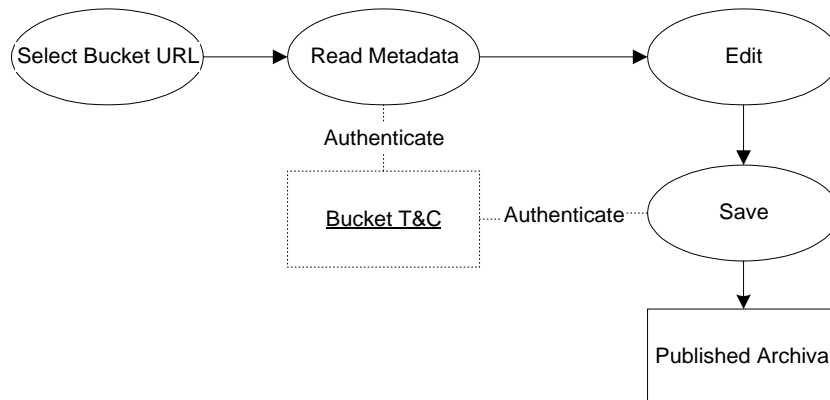 Select Bucket URL
Read Metadata
Edit
Authenticate
Bucket T&C
Authenticate
Save
Published Archiva